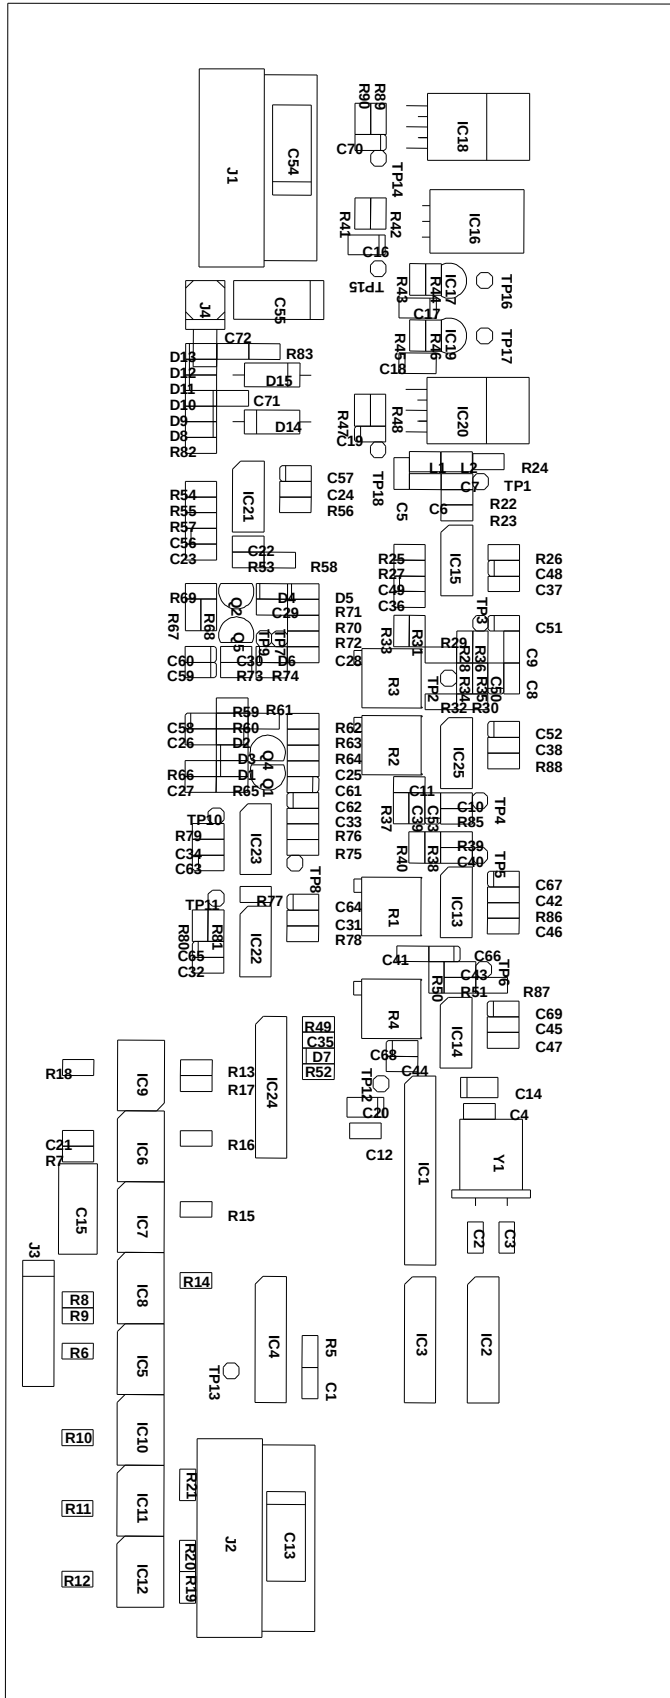 R90
R89
C70
TP14
IC18
J1
C54
R41
R42
C16
TP15
IC16
J4
C55
R43
R44
C17
IC17
TP16
C72
D13
R83
D12
D15
D11
D10
C71
D9
D8
D14
R82
R45
R46
C18
IC19
TP17
R47
R48
C19
IC20
TP18
L1
L2
R24
C7
TP1
C5
C6
R22
R23
C57
C24
R56
IC21
R54
R55
R57
C56
C23
C22
R53
R58
IC15
R25
R27
C49
C36
R26
C48
C37
R69
Q2
D4
D5
C29
R71
R67
R68
Q5
TP9
TP7
R70
R72
C28
C60
C30
D6
C59
R73
R74
R33
R31
TP3
C51
R29
R28
R36
C9
R3
TP2
R34
R35
C50
C8
R32
R30
R59
R61
C58
R60
R62
C26
D2
R63
D3
Q4
R64
R66
D1
C25
C27
R65
Q1
C61
R2
IC25
C52
C38
R88
C11
C62
C33
R76
R75
R37
C39
C53
C10
R85
TP4
TP10
R79
C34
C63
IC23
TP8
R40
R38
R39
C40
TP5
TP11
R77
R80
R81
C65
C32
IC22
C64
C31
R78
R1
IC13
C67
C42
R86
C46
C41
C66
C43
TP6
R50
R51
R87
R4
IC14
C69
C45
C47
R49
C35
D7
R52
C68
C44
IC24
R18
IC9
R13
R17
TP12
C20
C14
C4
C12
IC1
Y1
C21
R7
IC6
R16
C15
IC7
R15
C2
C3
J3
R8
R9
IC8
R14
R6
IC5
IC4
R5
C1
IC3
IC2
TP13
R10
IC10
R11
IC11
R21
J2
C13
R12
IC12
R20
R19